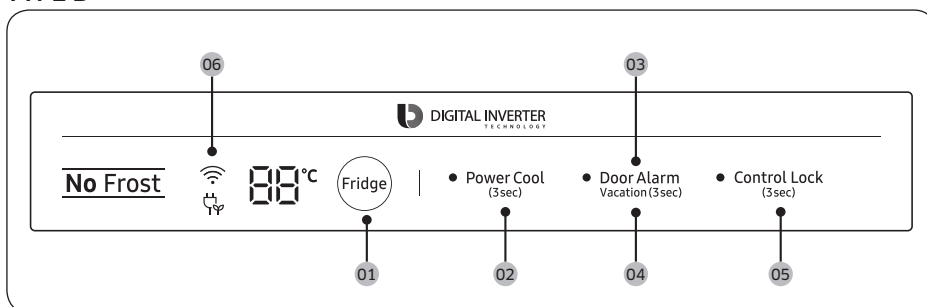 06
03
DIGITAL INVERTER
TECHNOLOGY
No Frost
88°C
Fridge
Power Cool
(3sec)
Door Alarm
Vacation (3sec)
Control Lock
(3sec)
01
02
04
05